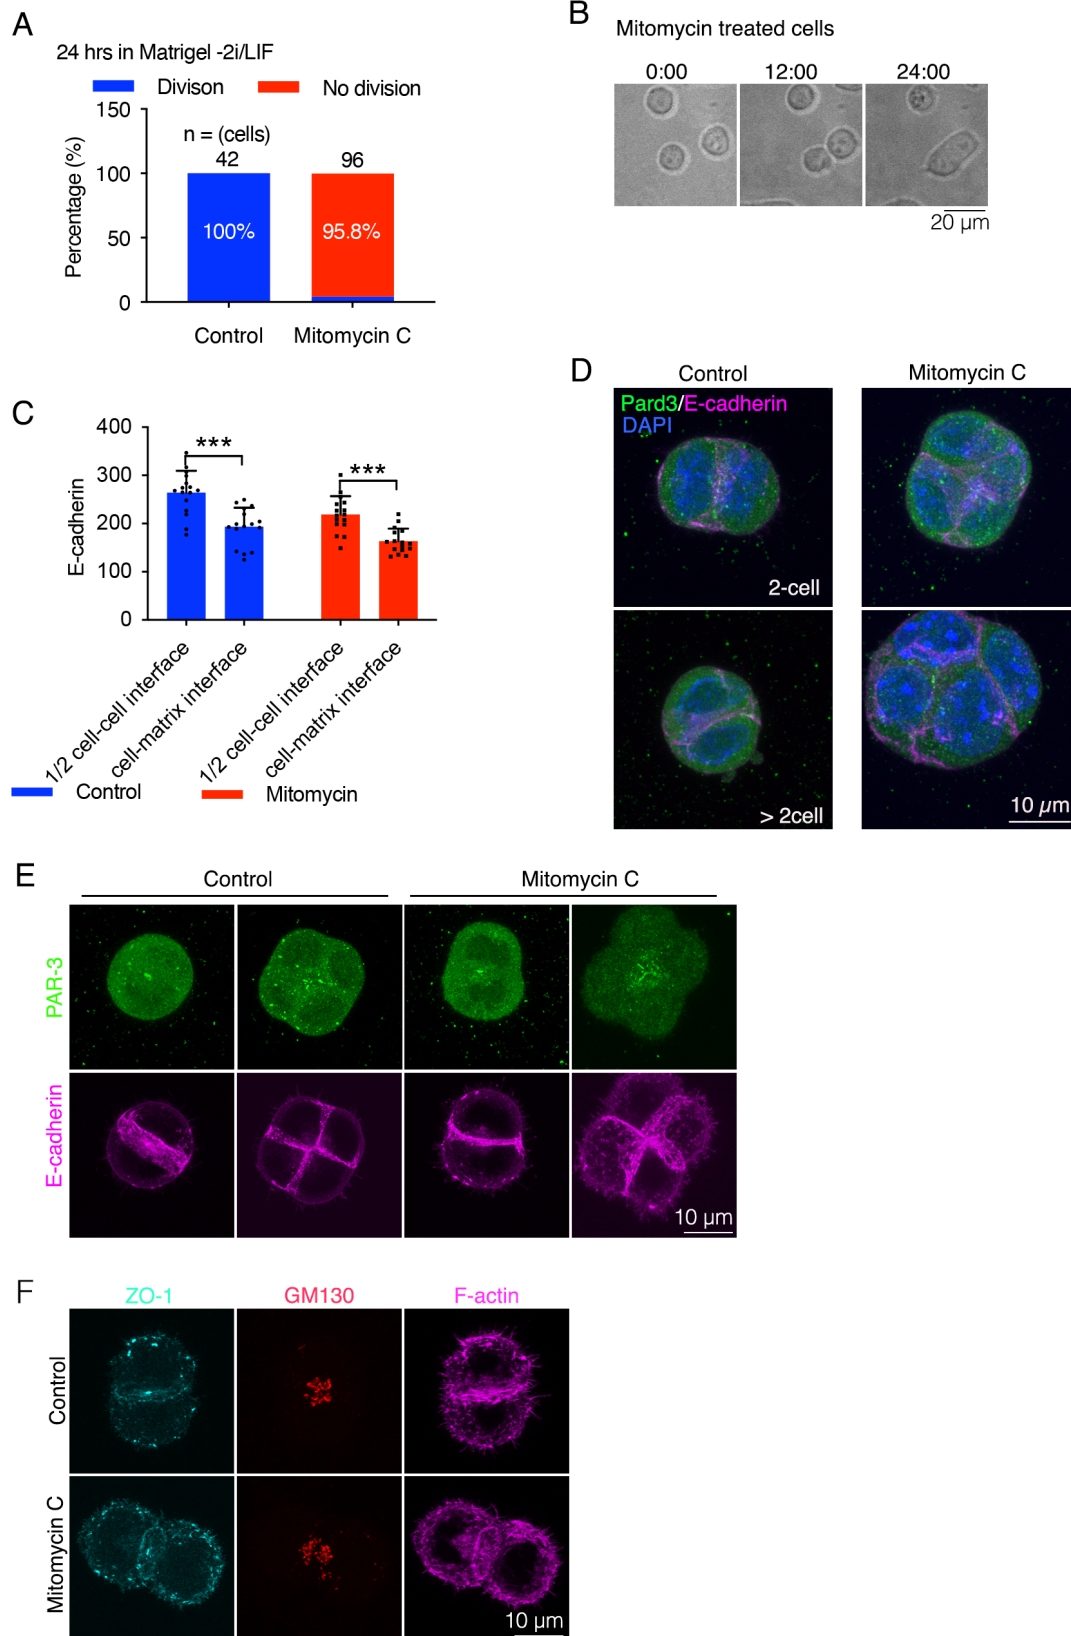 A
24 hrs in Matrigel -2i/LIF
Divison
No division
150
100
50
0
Percentage (%)
n = (cells)
42
96
100%
95.8%
Control
Mitomycin C
B
Mitomycin treated cells
0:00
12:00
24:00
20 µm
C
400
300
200
100
0
E-cadherin
***
***
1/2 cell-cell interface
cell-matrix interface
1/2 cell-cell interface
cell-matrix interface
Control
Mitomycin
D
Control
Mitomycin C
Pard3/E-cadherin
DAPI
2-cell
> 2cell
10 µm
E
Control
Mitomycin C
PAR-3
E-cadherin
10 µm
F
ZO-1
GM130
F-actin
Control
Mitomycin C
10 µm